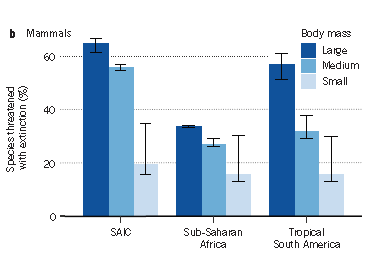 b Mammals
Body mass
Large
Medium
Small
Species threatened
with extinction (%)
60
40
20
0
SAIC
Sub-Saharan
Africa
Tropical
South America